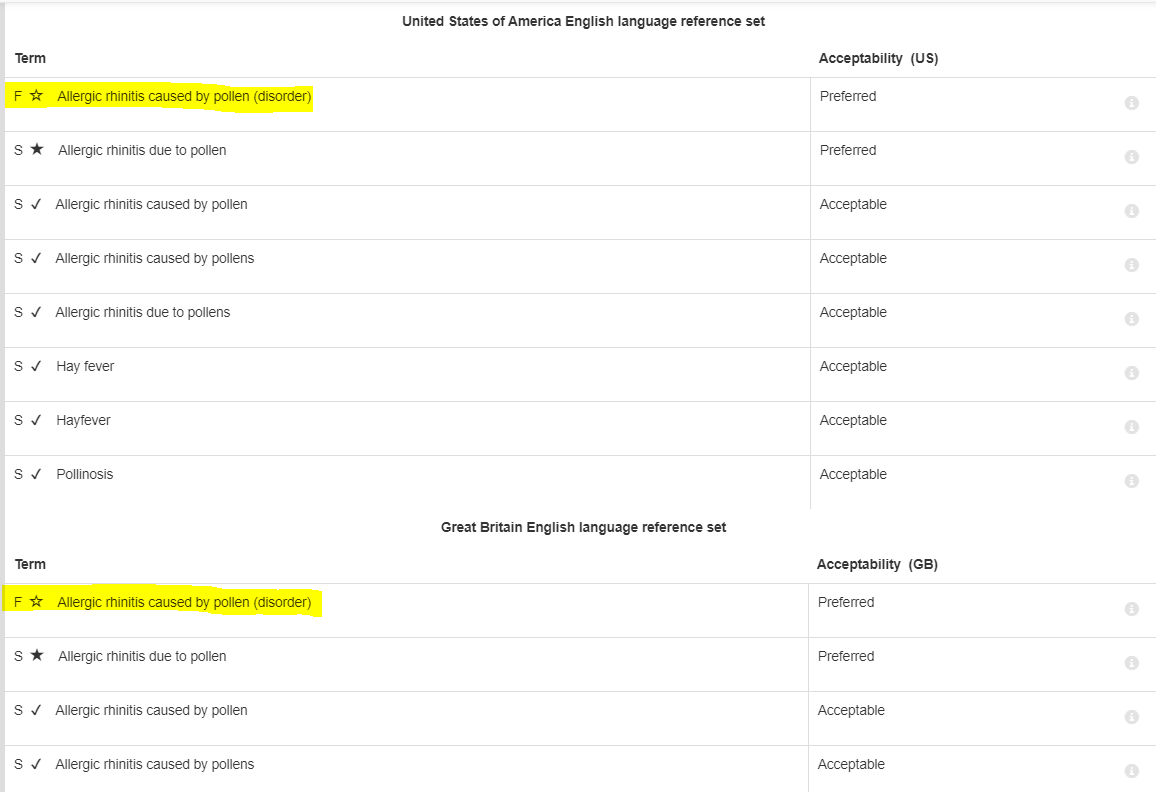 United States of America English language reference set
Term Acceptability (US)
F ☆ Allergic rhinitis caused by pollen (disorder) Preferred
S ★ Allergic rhinitis due to pollen Preferred
S ✓ Allergic rhinitis caused by pollen Acceptable
S ✓ Allergic rhinitis caused by pollens Acceptable
S ✓ Allergic rhinitis due to pollens Acceptable
S ✓ Hay fever Acceptable
S ✓ Hayfever Acceptable
S ✓ Pollinosis Acceptable
Great Britain English language reference set
Term Acceptability (GB)
F ☆ Allergic rhinitis caused by pollen (disorder) Preferred
S ★ Allergic rhinitis due to pollen Preferred
S ✓ Allergic rhinitis caused by pollen Acceptable
S ✓ Allergic rhinitis caused by pollens Acceptable